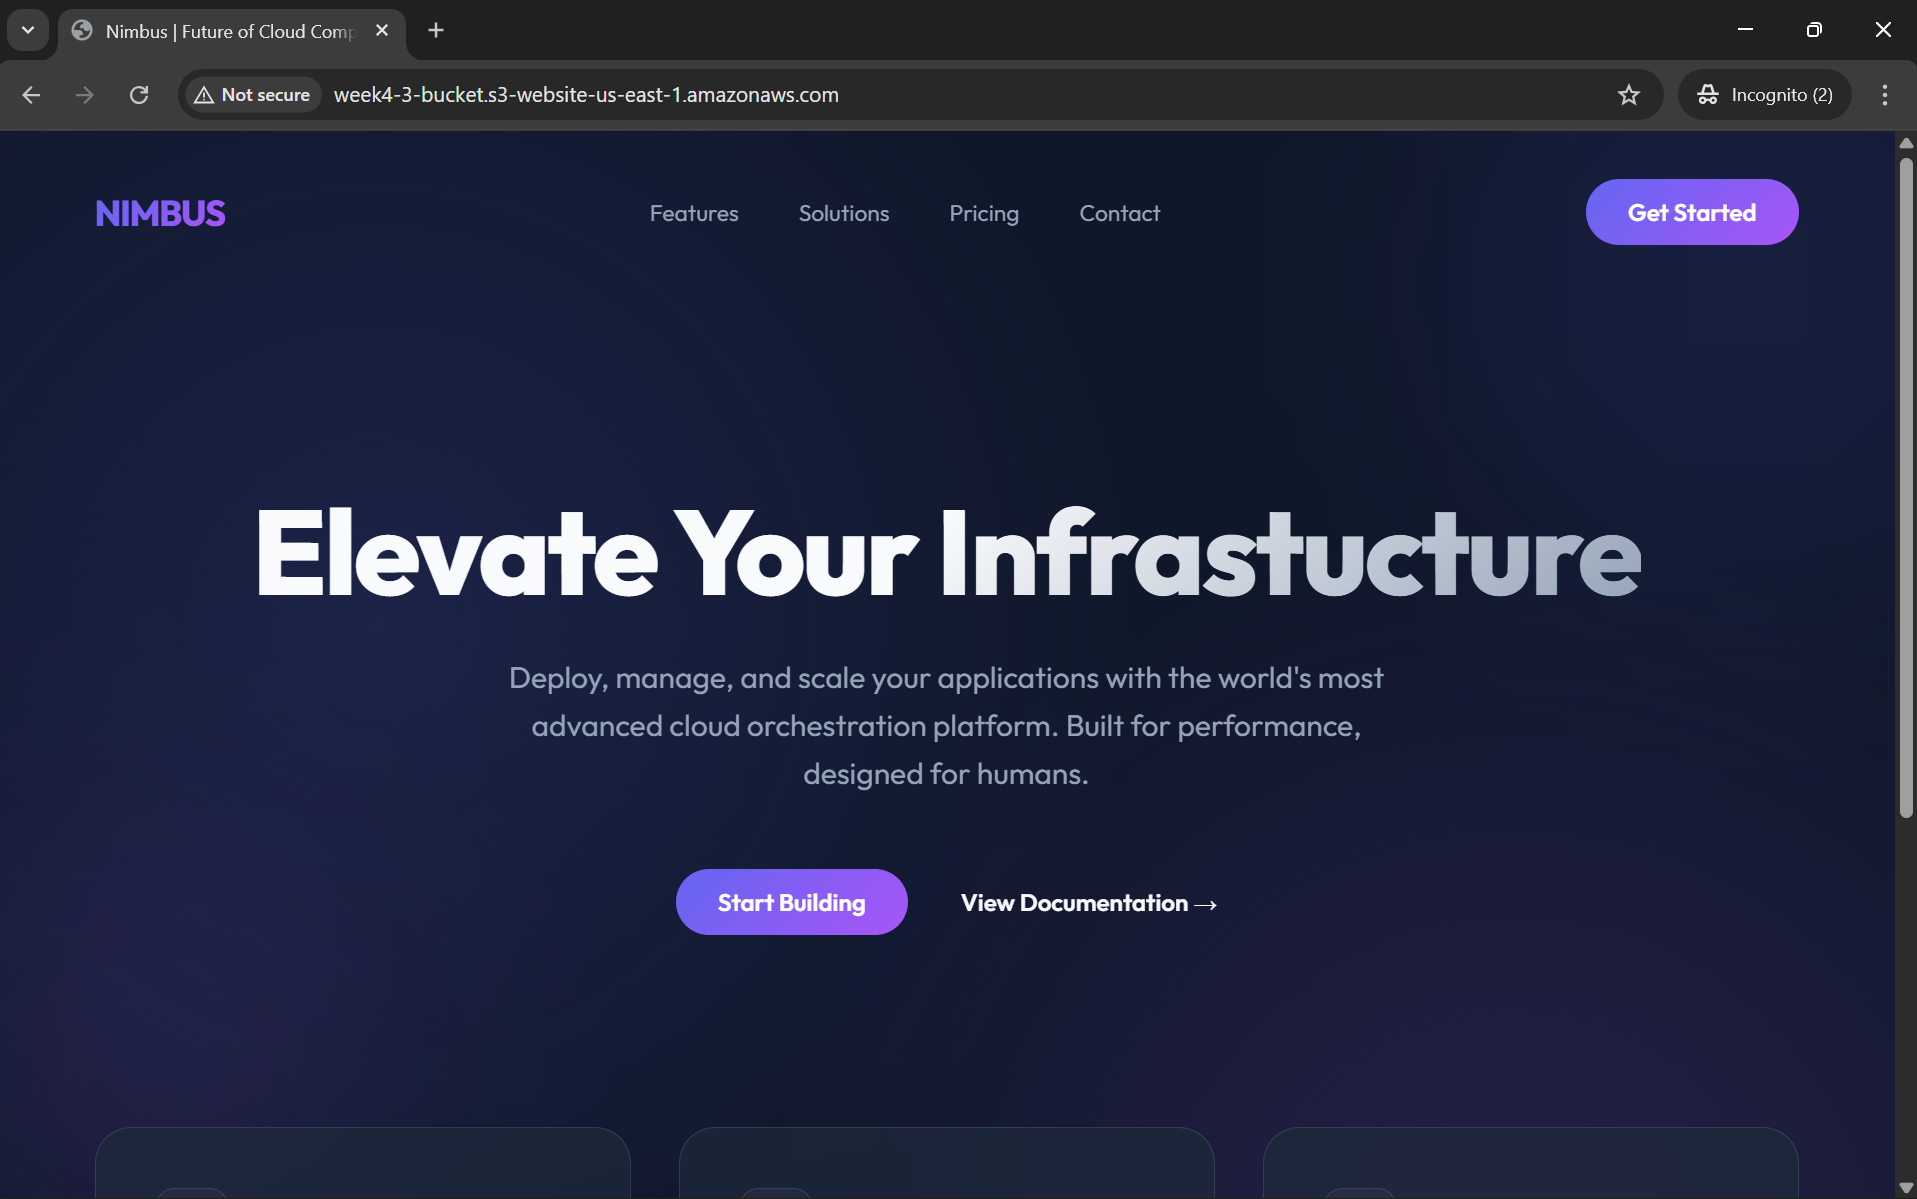 Nimbus | Future of Cloud Comp
Not secure
week4-3-bucket.s3-website-us-east-1.amazonaws.com
Incognito (2)
NIMBUS
Features
Solutions
Pricing
Contact
Get Started
Elevate Your Infrastucture
Deploy, manage, and scale your applications with the world's most
advanced cloud orchestration platform. Built for performance,
designed for humans.
Start Building
View Documentation →